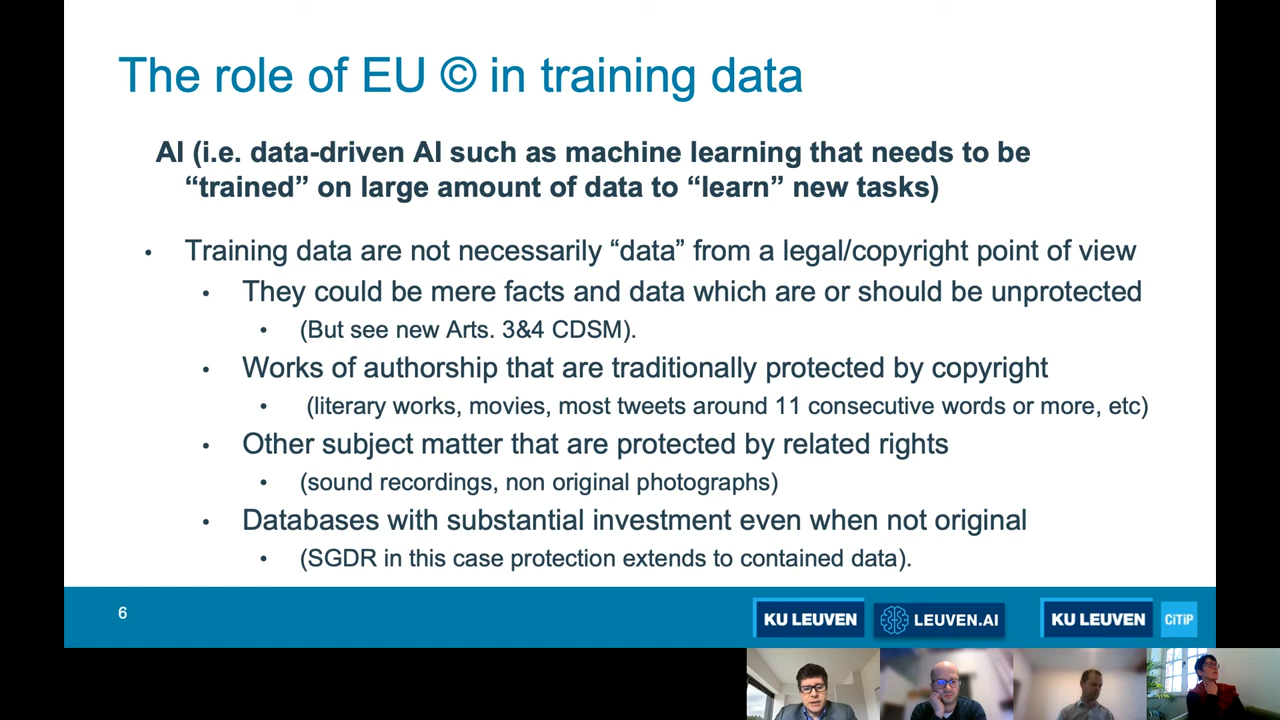 The role of EU © in training data
AI (i.e. data-driven AI such as machine learning that needs to be
“trained” on large amount of data to “learn” new tasks)
• Training data are not necessarily “data” from a legal/copyright point of view
• They could be mere facts and data which are or should be unprotected
• (But see new Arts. 3&4 CDSM).
• Works of authorship that are traditionally protected by copyright
• (literary works, movies, most tweets around 11 consecutive words or more, etc)
• Other subject matter that are protected by related rights
• (sound recordings, non original photographs)
• Databases with substantial investment even when not original
• (SGDR in this case protection extends to contained data).
6
KU LEUVEN
LEUVEN.AI
KU LEUVEN
CiTiP